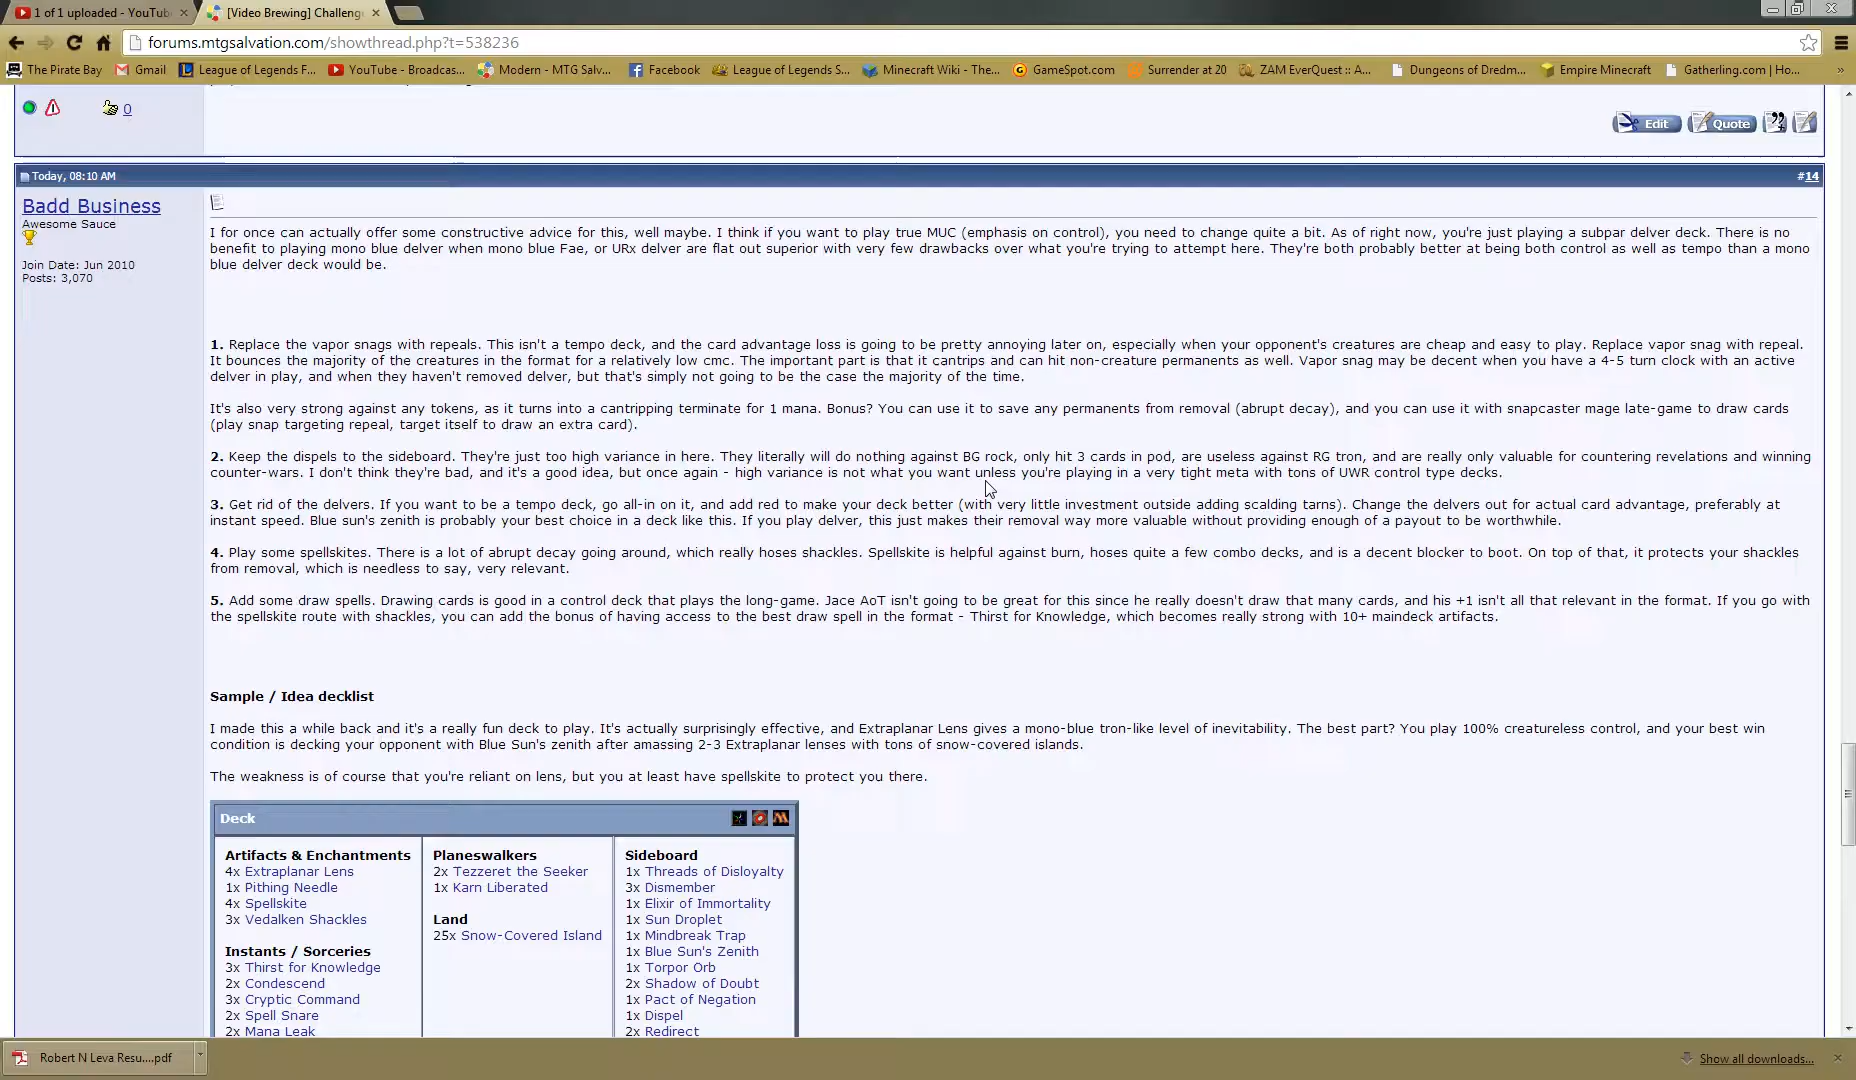 1 of 1 uploaded - YouTub
[Video Brewing] Challeng
forums.mtgsalvation.com/showthread.php?t=538236
The Pirate Bay
Gmail
League of Legends F...
YouTube - Broadcas...
Modern - MTG Salv...
Facebook
League of Legends S...
Minecraft Wiki - The...
GameSpot.com
Surrender at 20
ZAM EverQuest :: A...
Dungeons of Dredm...
Empire Minecraft
Gatherling.com | Ho...
»
0
Edit
Quote
Today, 08:10 AM
#14
Badd Business
Awesome Sauce
Join Date: Jun 2010
Posts: 3,070
I for once can actually offer some constructive advice for this, well maybe. I think if you want to play true MUC (emphasis on control), you need to change quite a bit. As of right now, you're just playing a subpar delver deck. There is no
benefit to playing mono blue delver when mono blue Fae, or URx delver are flat out superior with very few drawbacks over what you're trying to attempt here. They're both probably better at being both control as well as tempo than a mono
blue delver deck would be.
1. Replace the vapor snags with repeals. This isn't a tempo deck, and the card advantage loss is going to be pretty annoying later on, especially when your opponent's creatures are cheap and easy to play. Replace vapor snag with repeal.
It bounces the majority of the creatures in the format for a relatively low cmc. The important part is that it cantrips and can hit non-creature permanents as well. Vapor snag may be decent when you have a 4-5 turn clock with an active
delver in play, and when they haven't removed delver, but that's simply not going to be the case the majority of the time.
It's also very strong against any tokens, as it turns into a cantripping terminate for 1 mana. Bonus? You can use it to save any permanents from removal (abrupt decay), and you can use it with snapcaster mage late-game to draw cards
(play snap targeting repeal, target itself to draw an extra card).
2. Keep the dispels to the sideboard. They're just too high variance in here. They literally will do nothing against BG rock, only hit 3 cards in pod, are useless against RG tron, and are really only valuable for countering revelations and winning
counter-wars. I don't think they're bad, and it's a good idea, but once again - high variance is not what you want unless you're playing in a very tight meta with tons of UWR control type decks.
3. Get rid of the delvers. If you want to be a tempo deck, go all-in on it, and add red to make your deck better (with very little investment outside adding scalding tarns). Change the delvers out for actual card advantage, preferably at
instant speed. Blue sun's zenith is probably your best choice in a deck like this. If you play delver, this just makes their removal way more valuable without providing enough of a payout to be worthwhile.
4. Play some spellskites. There is a lot of abrupt decay going around, which really hoses shackles. Spellskite is helpful against burn, hoses quite a few combo decks, and is a decent blocker to boot. On top of that, it protects your shackles
from removal, which is needless to say, very relevant.
5. Add some draw spells. Drawing cards is good in a control deck that plays the long-game. Jace AoT isn't going to be great for this since he really doesn't draw that many cards, and his +1 isn't all that relevant in the format. If you go with
the spellskite route with shackles, you can add the bonus of having access to the best draw spell in the format - Thirst for Knowledge, which becomes really strong with 10+ maindeck artifacts.
Sample / Idea decklist
I made this a while back and it's a really fun deck to play. It's actually surprisingly effective, and Extraplanar Lens gives a mono-blue tron-like level of inevitability. The best part? You play 100% creatureless control, and your best win
condition is decking your opponent with Blue Sun's zenith after amassing 2-3 Extraplanar lenses with tons of snow-covered islands.
The weakness is of course that you're reliant on lens, but you at least have spellskite to protect you there.
Deck
Artifacts & Enchantments
4x Extraplanar Lens
1x Pithing Needle
4x Spellskite
3x Vedalken Shackles
Instants / Sorceries
3x Thirst for Knowledge
2x Condescend
3x Cryptic Command
2x Spell Snare
2x Mana Leak
Planeswalkers
2x Tezzeret the Seeker
1x Karn Liberated
Land
25x Snow-Covered Island
Sideboard
1x Threads of Disloyalty
3x Dismember
1x Elixir of Immortality
1x Sun Droplet
1x Mindbreak Trap
1x Blue Sun's Zenith
1x Torpor Orb
2x Shadow of Doubt
1x Pact of Negation
1x Dispel
2x Redirect
Robert N Leva Resu....pdf
Show all downloads...